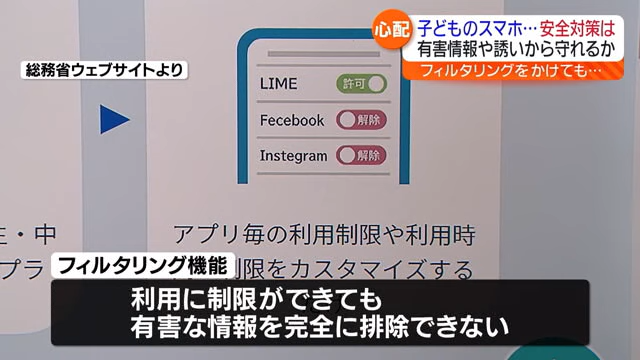 心配
子どものスマホ…安全対策は
有害情報や誘いから守れるか
フィルタリングをかけても…
総務省ウェブサイトより
LIME 許可
Fecebook 解除
Instegram 解除
アプリ毎の利用制限や利用時
制限をカスタマイズする
フィルタリング機能
利用に制限ができても
有害な情報を完全に排除できない